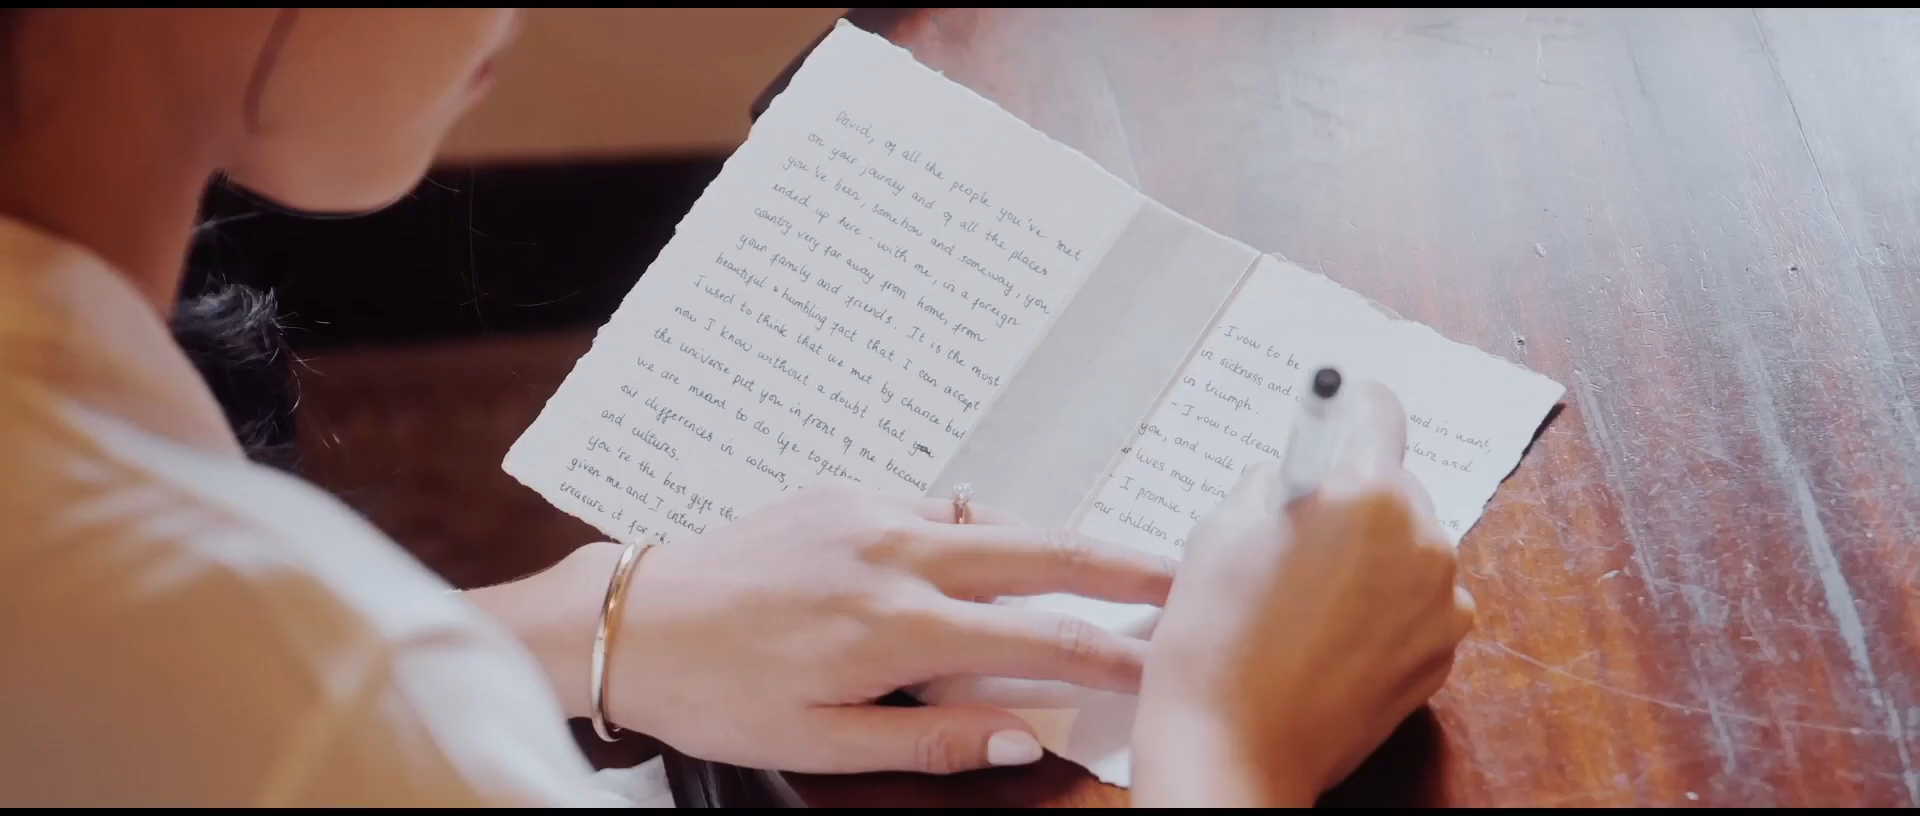 David, of all the people you've met
on your journey and of all the places
you've been, somehow and someway, you
ended up here - with me, in a foreign
country very far away from home, from
your family and friends. It is the most
beautiful & humbling fact that I can accept
I used to think that we met by chance but
now I know without a doubt that you
the universe put you in front of me becaus
we are meant to do life together
our differences in colours,
and cultures.
you're the best gift
given me and I intend
treasure it for
- I vow to be
in sickness and and in want,
in triumph.
- I vow to dream
you, and walk
lives may bring
- I promise to
our children